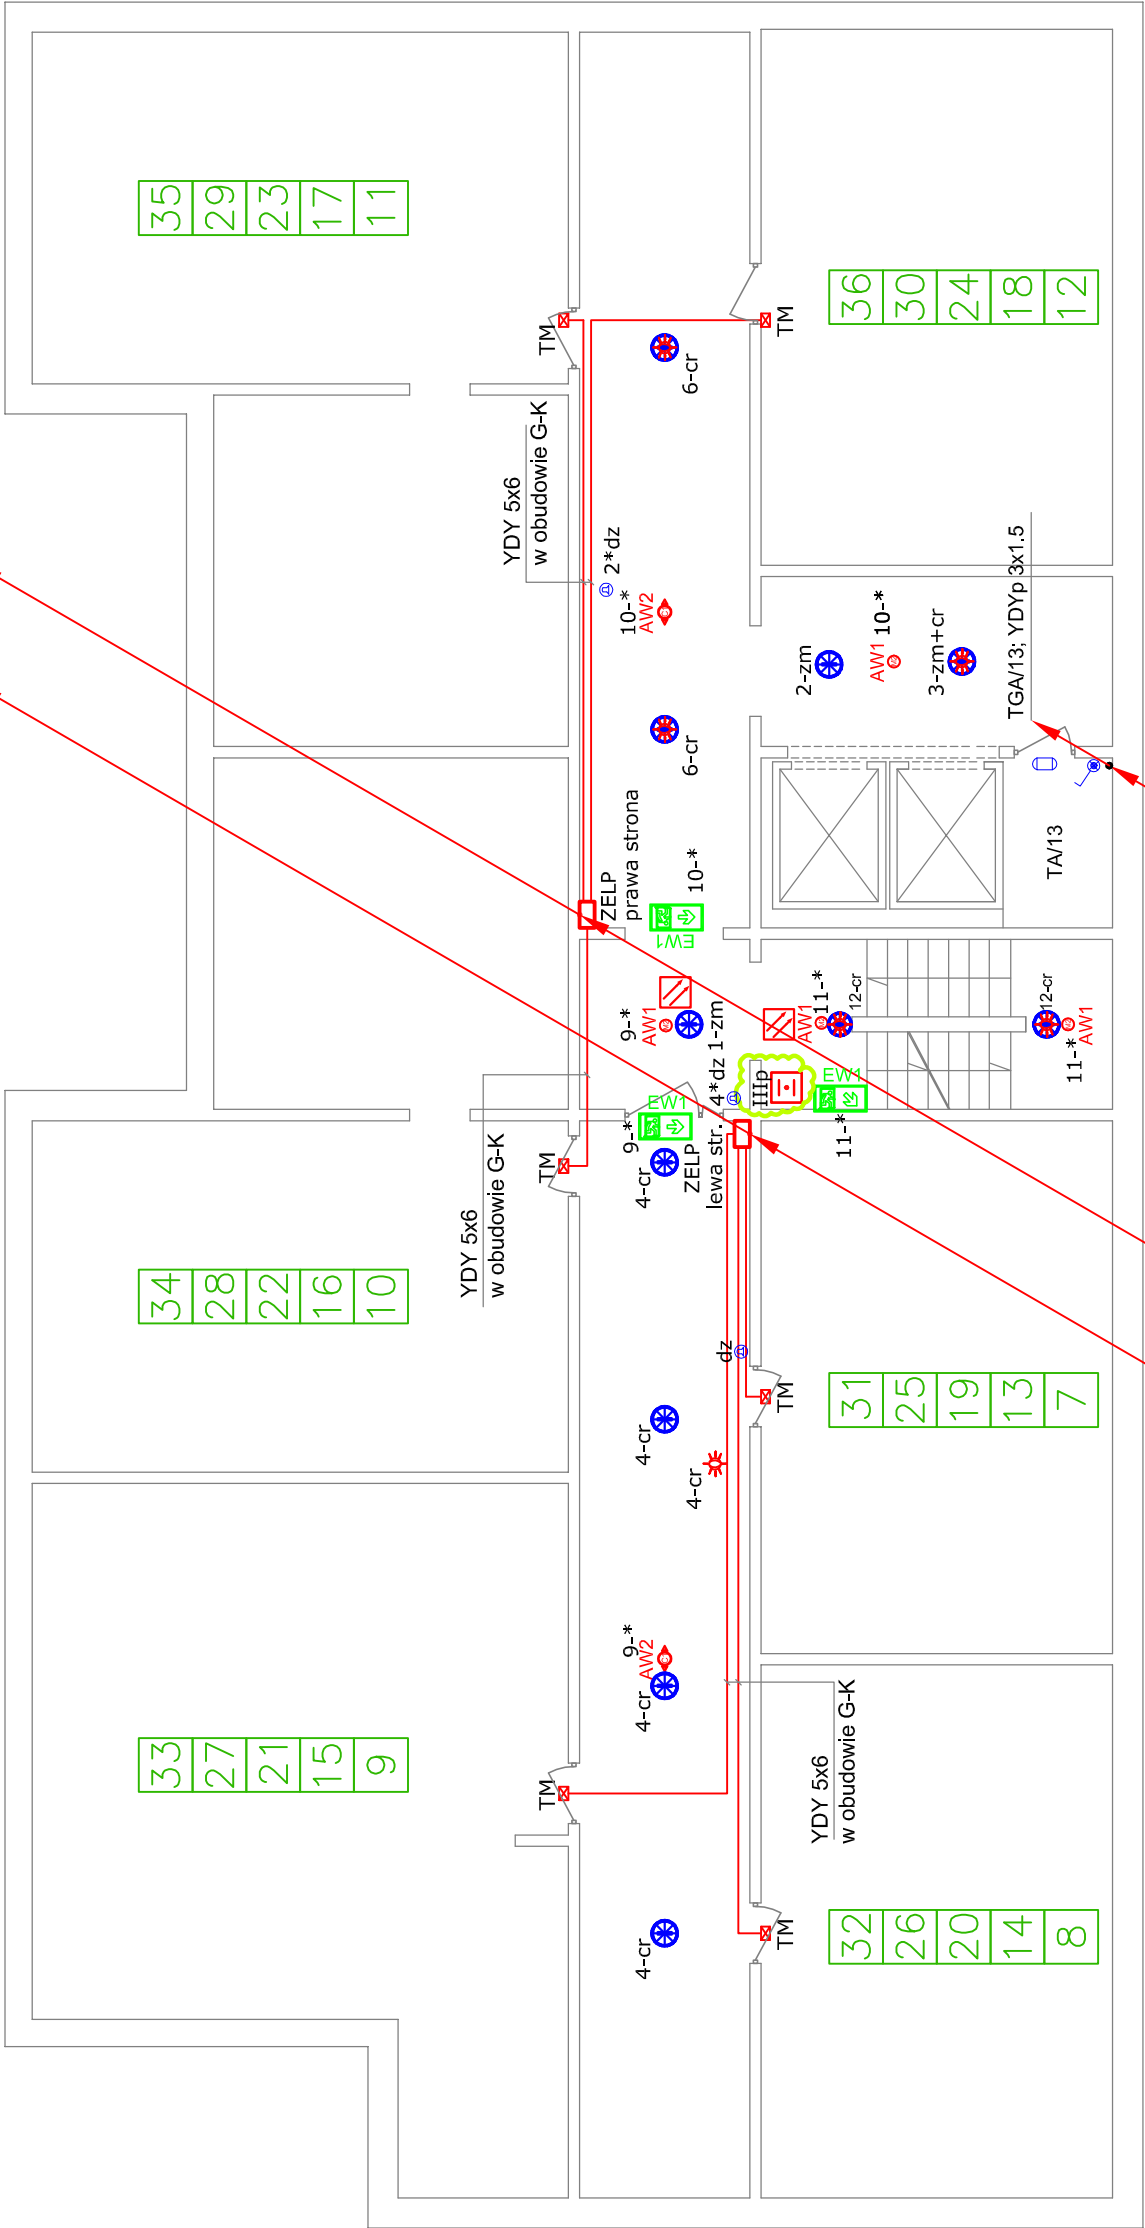 35
29
23
17
11
36
30
24
18
12
34
28
22
16
10
31
25
19
13
7
33
27
21
15
9
32
26
20
14
8
TM
TM
6-cr
YDY 5x6
w obudowie G-K
2*dz
10-*
AW2
6-cr
2-zm
AW1
10-*
3-zm+cr
TGA/13; YDYp 3x1.5
TA/13
ZELP
prawa strona
10-*
EW1
9-*
AW1
1-zm
4*dz
AW1
11-*
12-cr
12-cr
11-*
AW1
IIIp
EW1
11-*
EW1
9-*
4-cr
ZELP
lewa str.
TM
YDY 5x6
w obudowie G-K
dz
TM
4-cr
4-cr
9-*
AW2
4-cr
YDY 5x6
w obudowie G-K
TM
4-cr
TM